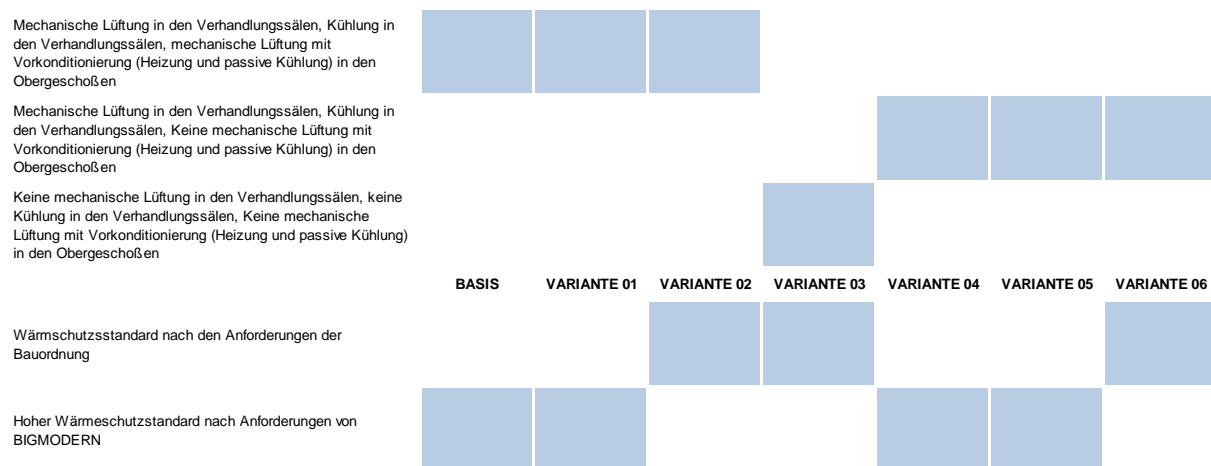 Mechanische Lüftung in den Verhandlungssälen, Kühlung in
den Verhandlungssälen, mechanische Lüftung mit
Vorkonditionierung (Heizung und passive Kühlung) in den
Obergeschoßen
Mechanische Lüftung in den Verhandlungssälen, Kühlung in
den Verhandlungssälen, Keine mechanische Lüftung mit
Vorkonditionierung (Heizung und passive Kühlung) in den
Obergeschoßen
Keine mechanische Lüftung in den Verhandlungssälen, keine
Kühlung in den Verhandlungssälen, Keine mechanische
Lüftung mit Vorkonditionierung (Heizung und passive Kühlung)
in den Obergeschoßen
BASIS VARIANTE 01 VARIANTE 02 VARIANTE 03 VARIANTE 04 VARIANTE 05 VARIANTE 06
Wärmschutzsstandard nach den Anforderungen der
Bauordnung
Hoher Wärmeschutzstandard nach Anforderungen von
BIGMODERN